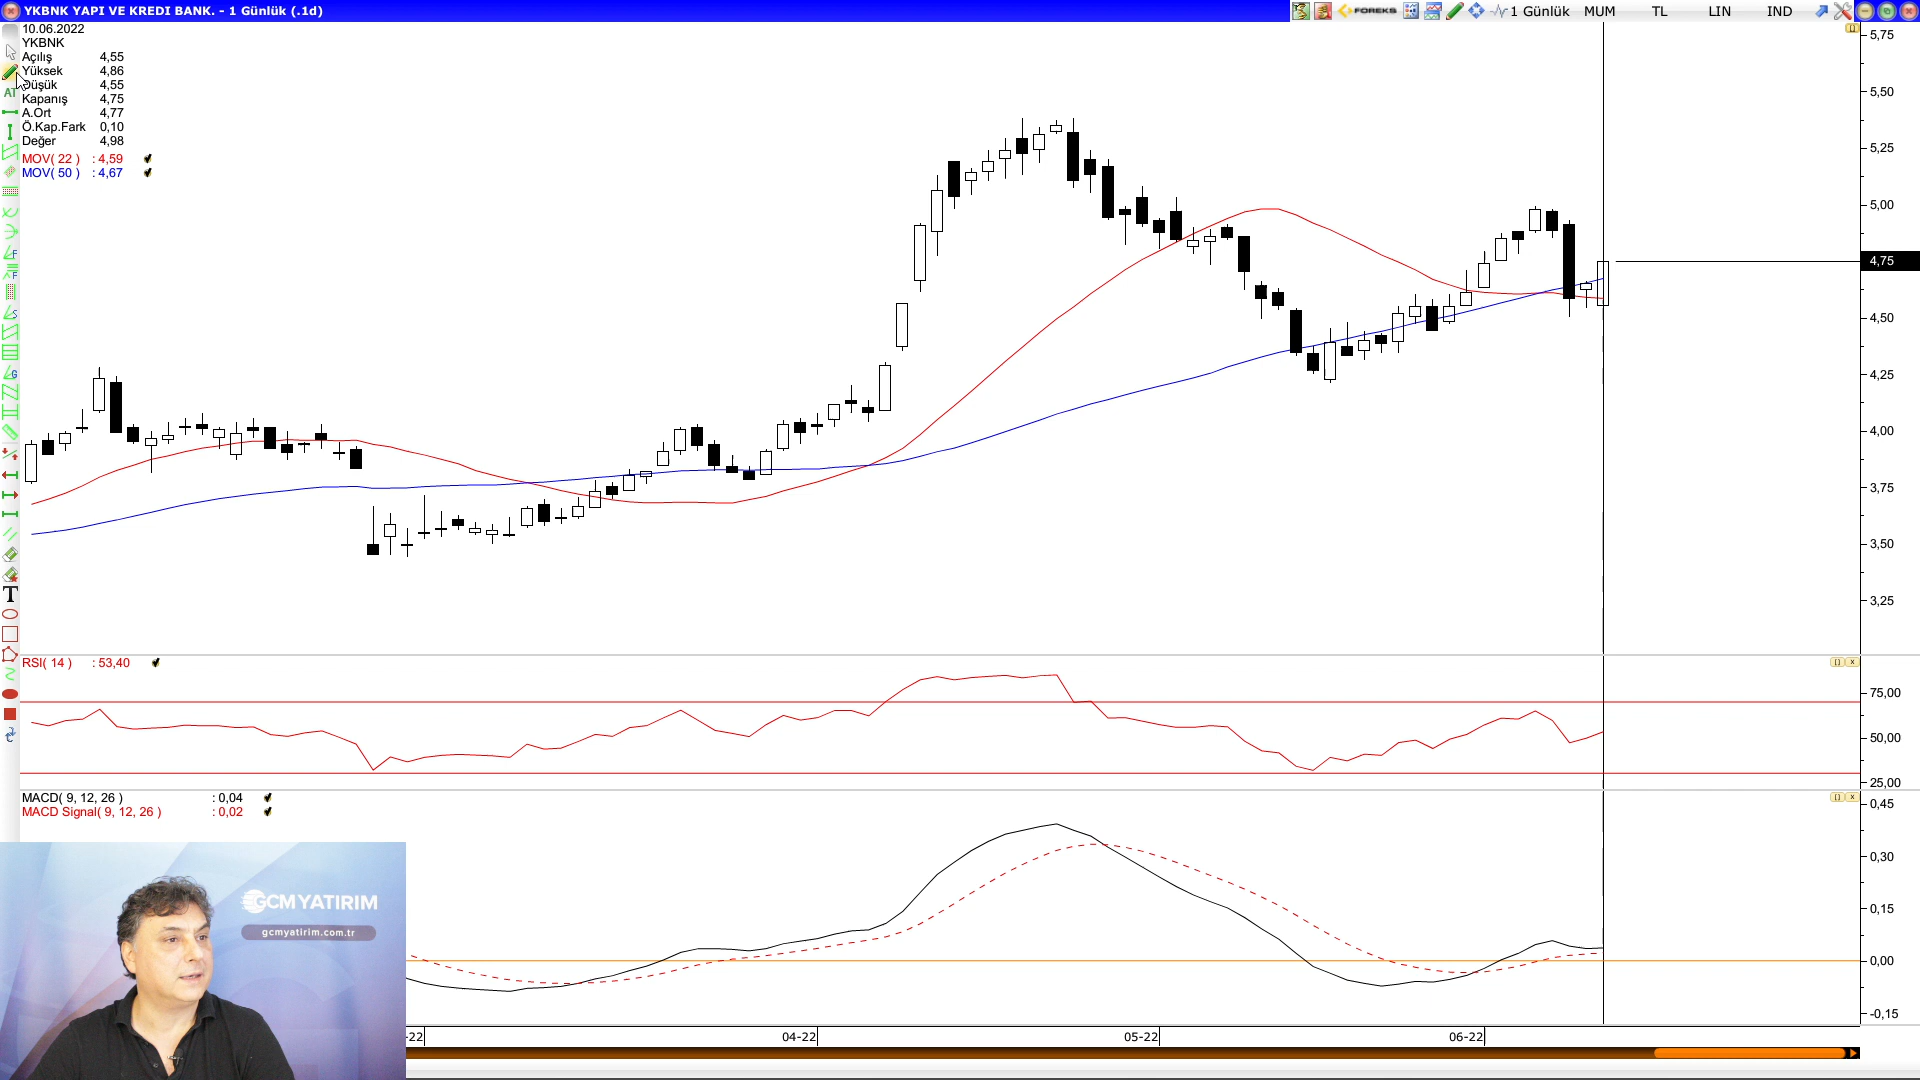 YKBNK YAPI VE KREDI BANK. - 1 Günlük (.1d)
FOREKS
1 Günlük MUM TL LIN IND
10.06.2022
YKBNK
Açılış 4,55
Yüksek 4,86
Düşük 4,55
Kapanış 4,75
A.Ort 4,77
Ö.Kap.Fark 0,10
Değer 4,98
MOV( 22 ) : 4,59
MOV( 50 ) : 4,67
5,75
5,50
5,25
5,00
4,75
4,50
4,25
4,00
3,75
3,50
3,25
RSI( 14 ) : 53,40
75,00
50,00
25,00
MACD( 9, 12, 26 ) : 0,04
MACD Signal( 9, 12, 26 ) : 0,02
0,45
0,30
0,15
0,00
-0,15
GCM YATIRIM
gcmyatirim.com.tr
-22
04-22
05-22
06-22
AT
T